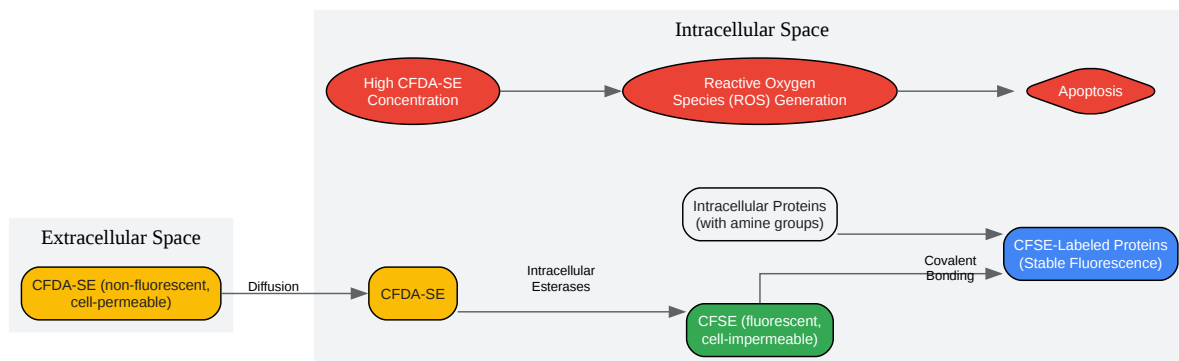 Intracellular Space
High CFDA-SE
Concentration
Reactive Oxygen
Species (ROS) Generation
Apoptosis
Intracellular Proteins
(with amine groups)
Extracellular Space
CFSE-Labeled Proteins
(Stable Fluorescence)
CFDA-SE (non-fluorescent,
cell-permeable)
Diffusion
CFDA-SE
Intracellular
Esterases
Covalent
Bonding
CFSE (fluorescent,
cell-impermeable)